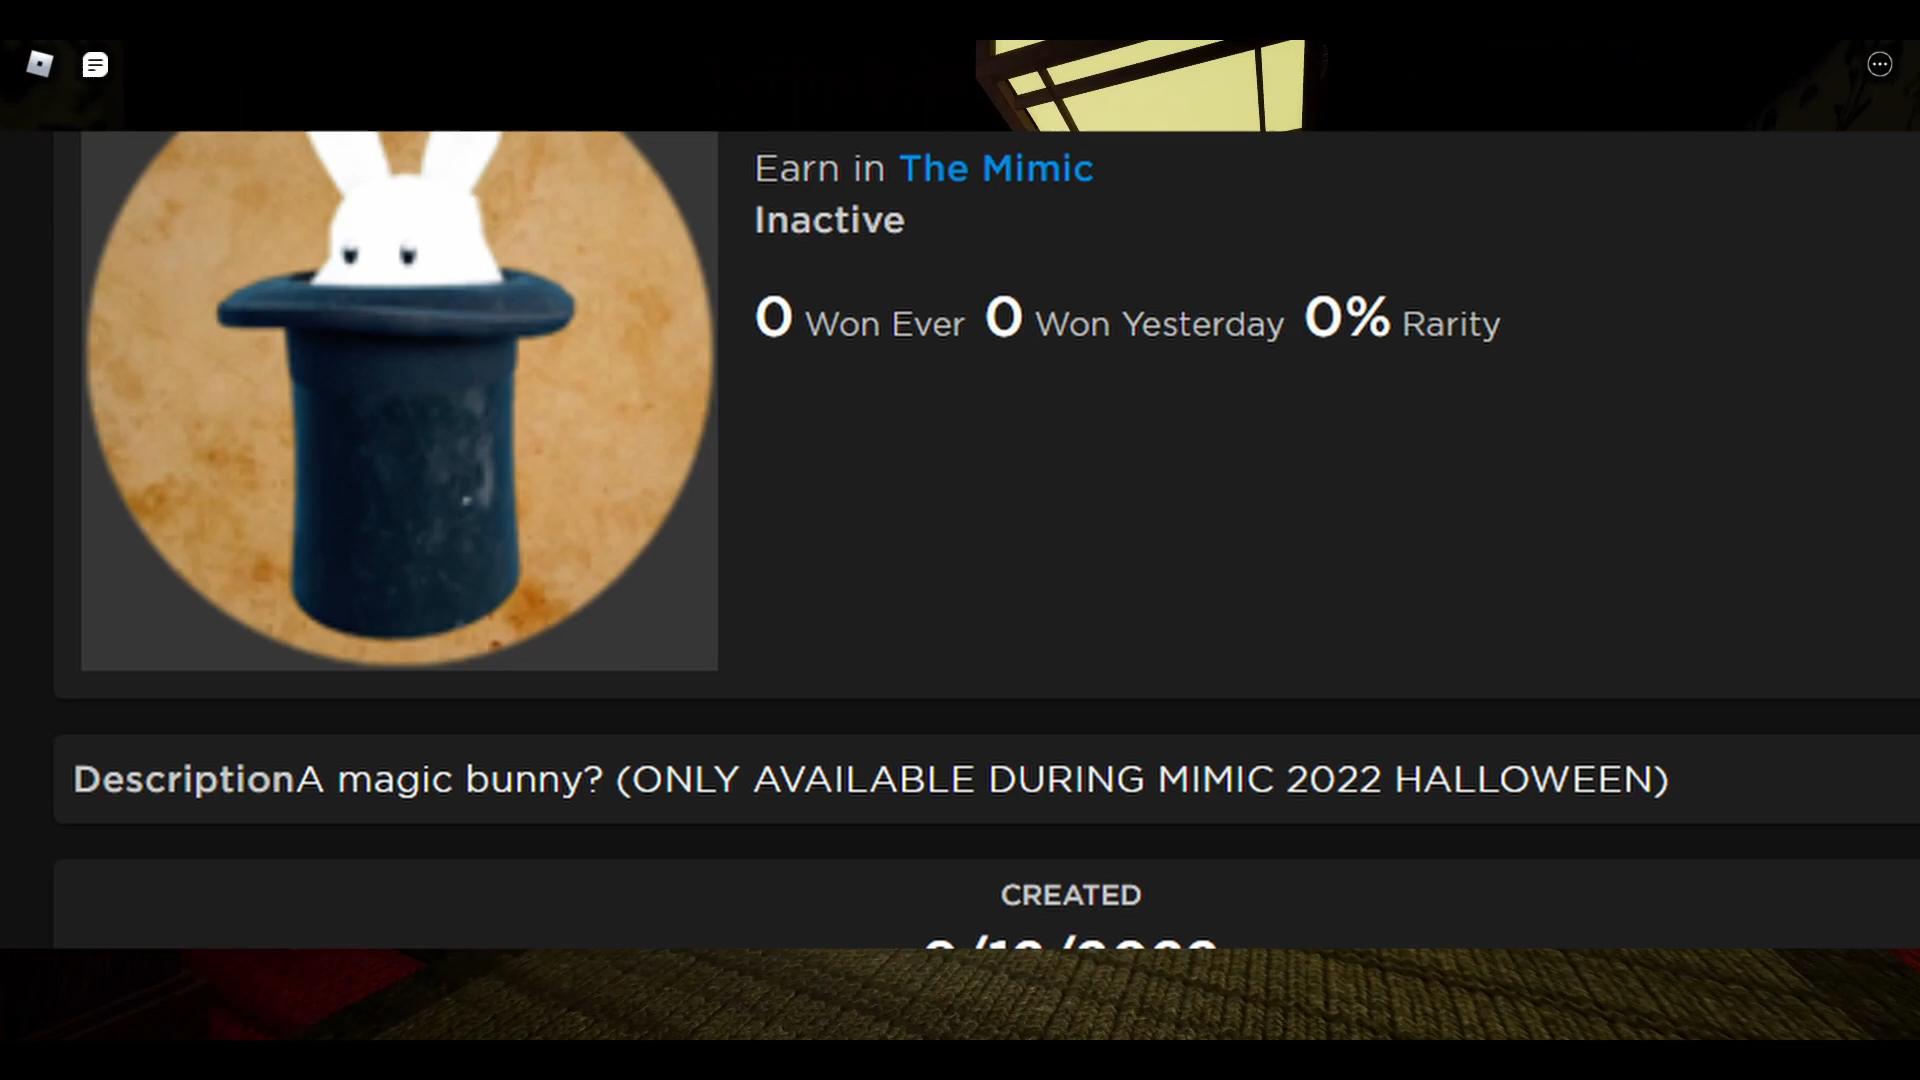 Earn in The Mimic
Inactive
0 Won Ever 0 Won Yesterday 0% Rarity
DescriptionA magic bunny? (ONLY AVAILABLE DURING MIMIC 2022 HALLOWEEN)
CREATED